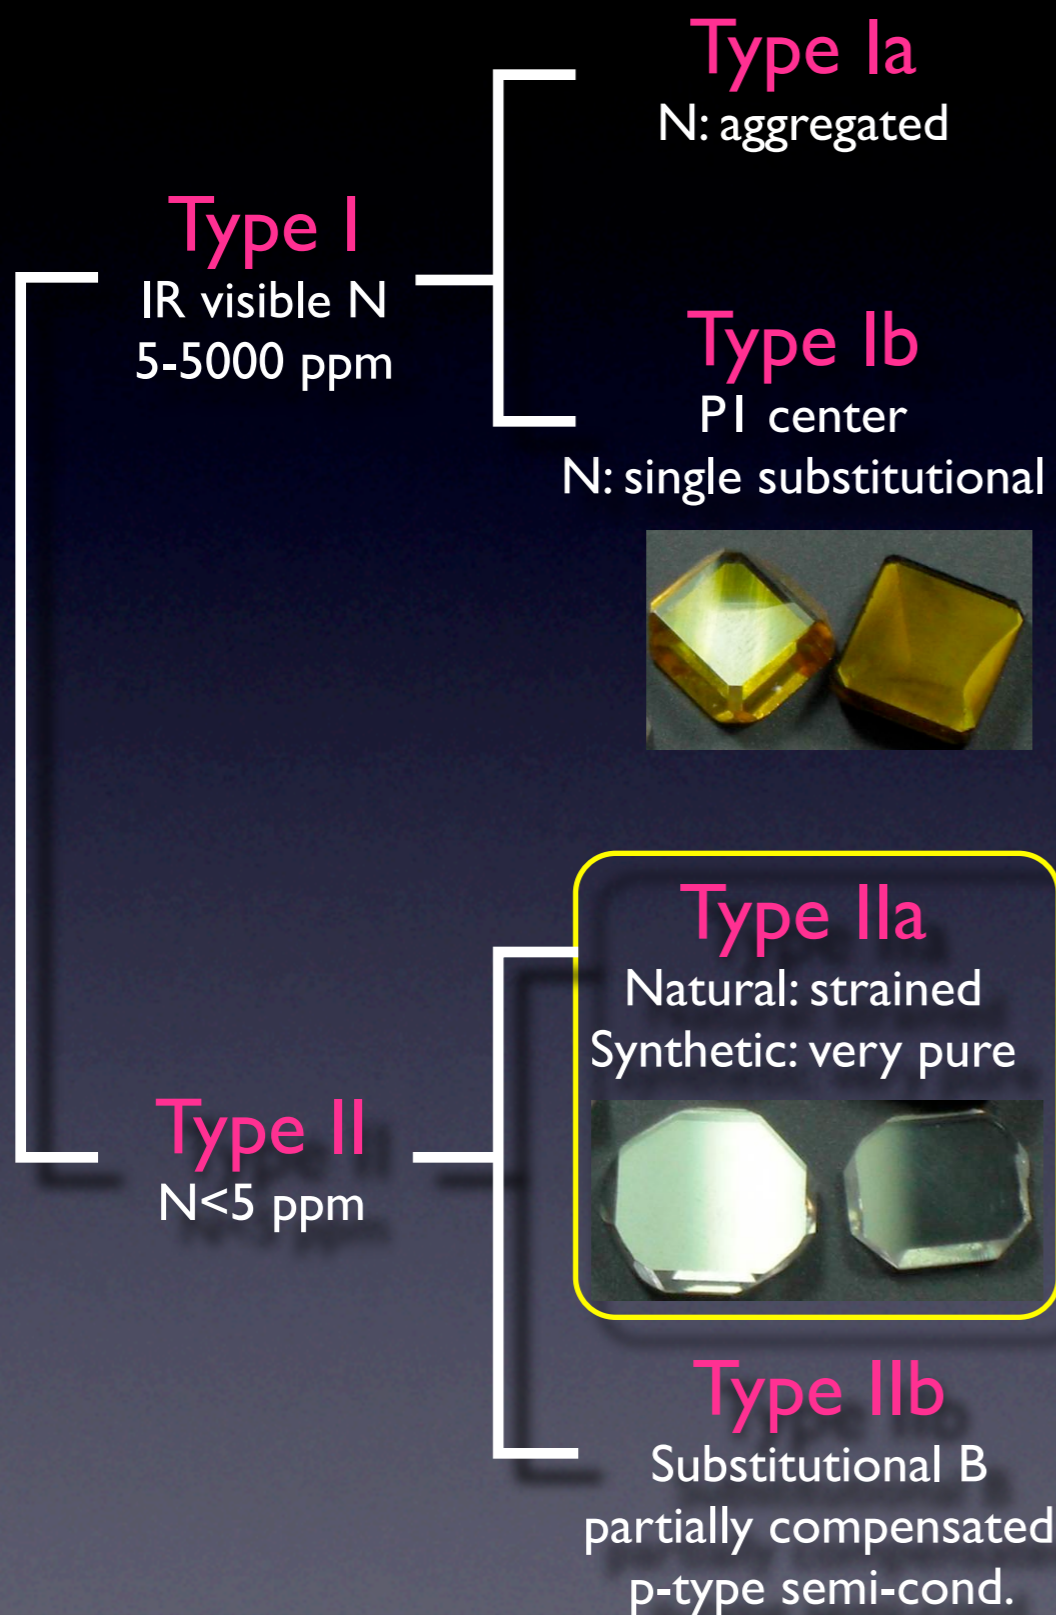 Type Ia
N: aggregated
Type I
IR visible N
5-5000 ppm
Type Ib
P1 center
N: single substitutional
Type IIa
Natural: strained
Synthetic: very pure
Type II
N<5 ppm
Type IIb
Substitutional B
partially compensated
p-type semi-cond.